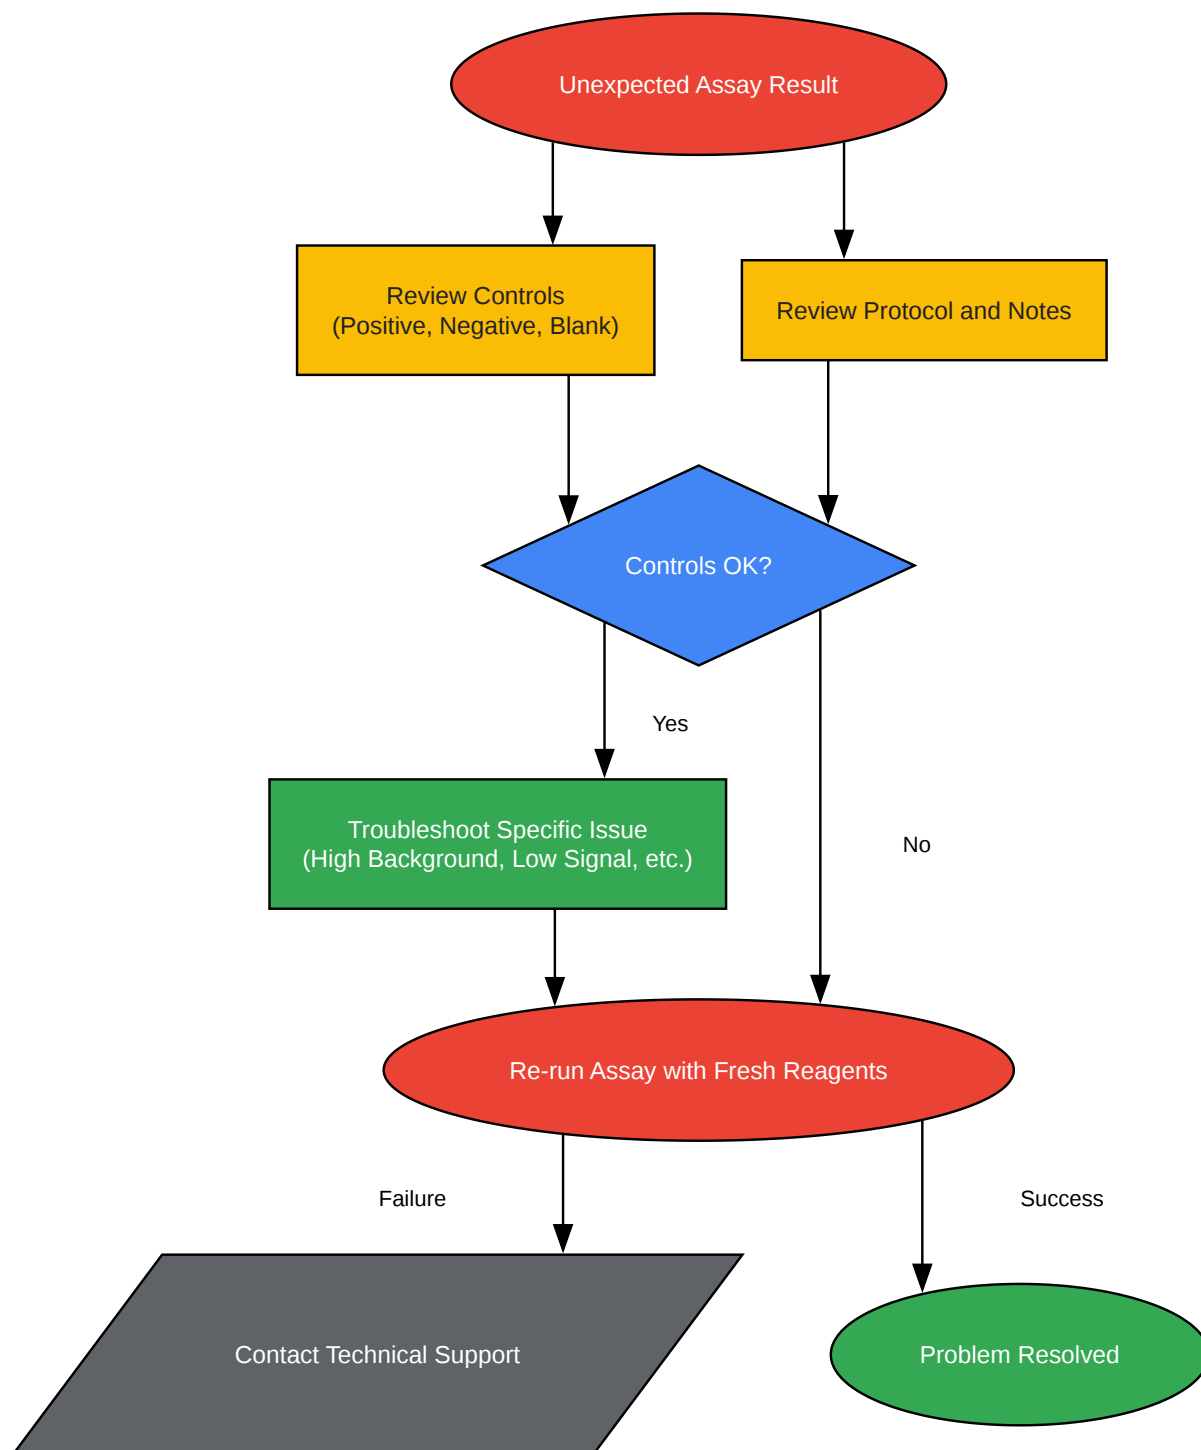 Unexpected Assay Result
Review Controls
(Positive, Negative, Blank)
Review Protocol and Notes
Controls OK?
Yes
Troubleshoot Specific Issue
(High Background, Low Signal, etc.)
No
Re-run Assay with Fresh Reagents
Failure
Success
Contact Technical Support
Problem Resolved